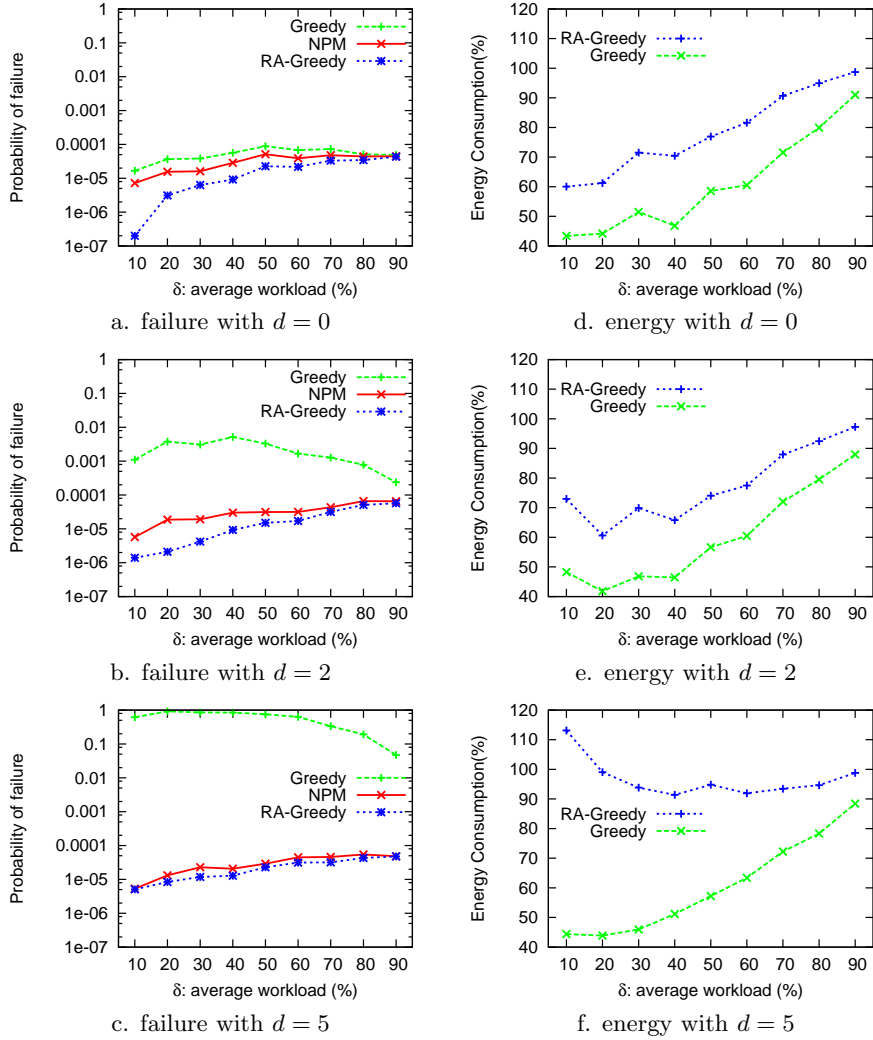 Probability of failure
1
0.1
0.01
0.001
0.0001
1e-05
1e-06
1e-07
Greedy
NPM
RA-Greedy
10 20 30 40 50 60 70 80 90
δ: average workload (%)
a. failure with d = 0
Energy Consumption(%)
120
110
100
90
80
70
60
50
40
RA-Greedy
Greedy
10 20 30 40 50 60 70 80 90
δ: average workload (%)
d. energy with d = 0
Probability of failure
1
0.1
0.01
0.001
0.0001
1e-05
1e-06
1e-07
Greedy
NPM
RA-Greedy
10 20 30 40 50 60 70 80 90
δ: average workload (%)
b. failure with d = 2
Energy Consumption(%)
120
110
100
90
80
70
60
50
40
RA-Greedy
Greedy
10 20 30 40 50 60 70 80 90
δ: average workload (%)
e. energy with d = 2
Probability of failure
1
0.1
0.01
0.001
0.0001
1e-05
1e-06
1e-07
Greedy
NPM
RA-Greedy
10 20 30 40 50 60 70 80 90
δ: average workload (%)
c. failure with d = 5
Energy Consumption(%)
120
110
100
90
80
70
60
50
40
RA-Greedy
Greedy
10 20 30 40 50 60 70 80 90
δ: average workload (%)
f. energy with d = 5